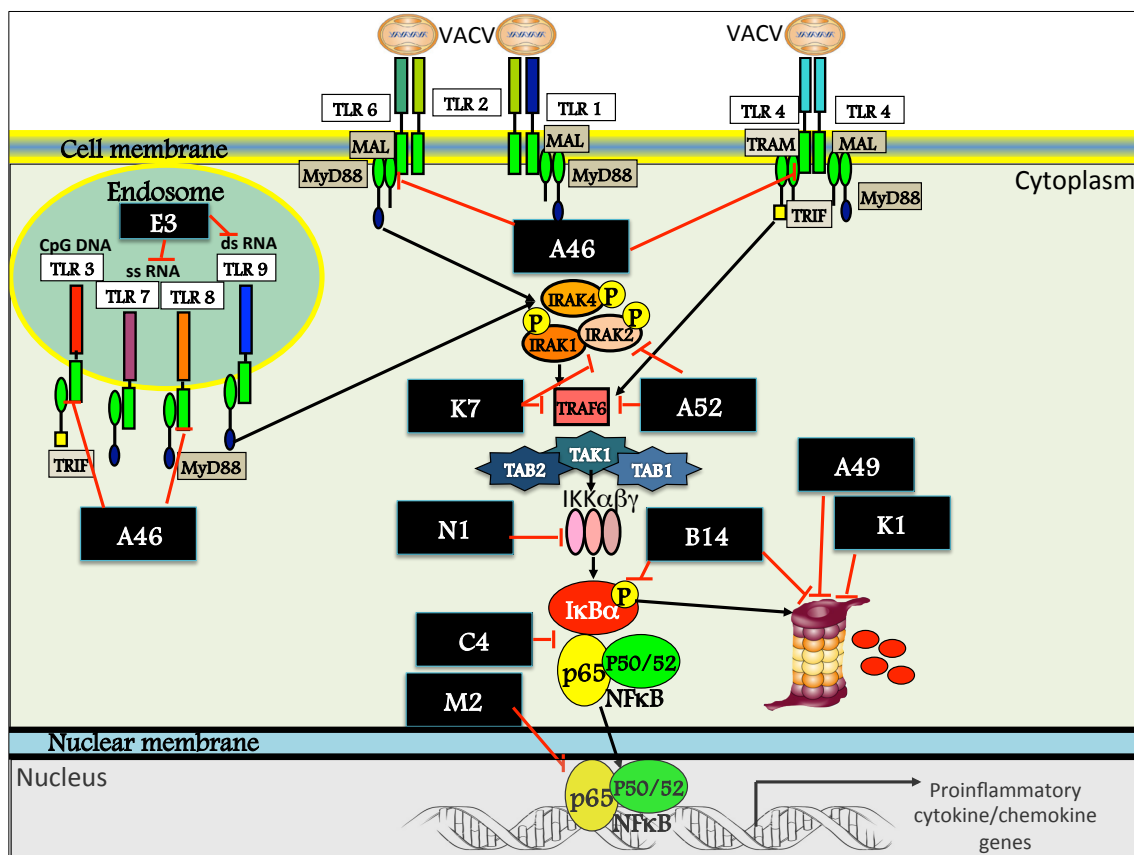 VACV
VACV
TLR 6
TLR 2
TLR 1
TLR 4
TLR 4
MAL
MAL
TRAM
MAL
Cell membrane
MyD88
MyD88
MyD88
TRIF
Cytoplasm
Endosome
E3
CpG DNA
ds RNA
ss RNA
TLR 3
TLR 7
TLR 8
TLR 9
A46
IRAK4
P
P
P
IRAK1
IRAK2
K7
TRAF6
A52
TRIF
MyD88
TAK1
TAB2
TAB1
A49
A46
IKKαβγ
K1
N1
B14
IκBα
P
C4
p65
P50/52
NFκB
M2
Nuclear membrane
Nucleus
p65
P50/52
NFκB
Proinflammatory
cytokine/chemokine
genes